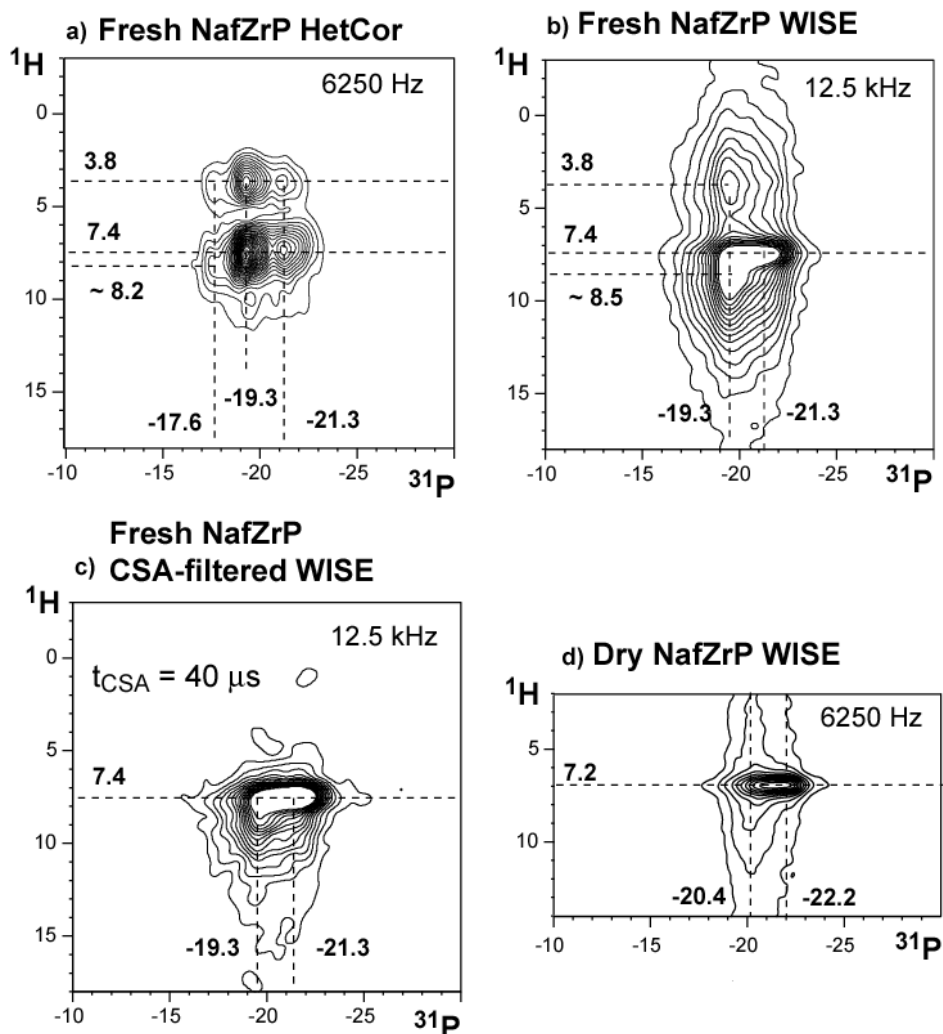 a) Fresh NafZrP HetCor
1H
6250 Hz
0
3.8
5
7.4
10
~ 8.2
15
-19.3
-17.6
-21.3
-10
-15
-20
-25
31P
b) Fresh NafZrP WISE
1H
12.5 kHz
0
3.8
5
7.4
10
~ 8.5
15
-19.3
-21.3
-10
-15
-20
-25
31P
Fresh NafZrP
c) CSA-filtered WISE
1H
12.5 kHz
0
tCSA = 40 μs
5
7.4
10
15
-19.3
-21.3
-10
-15
-20
-25
31P
d) Dry NafZrP WISE
1H
6250 Hz
5
7.2
10
-20.4
-22.2
-10
-15
-20
-25
31P